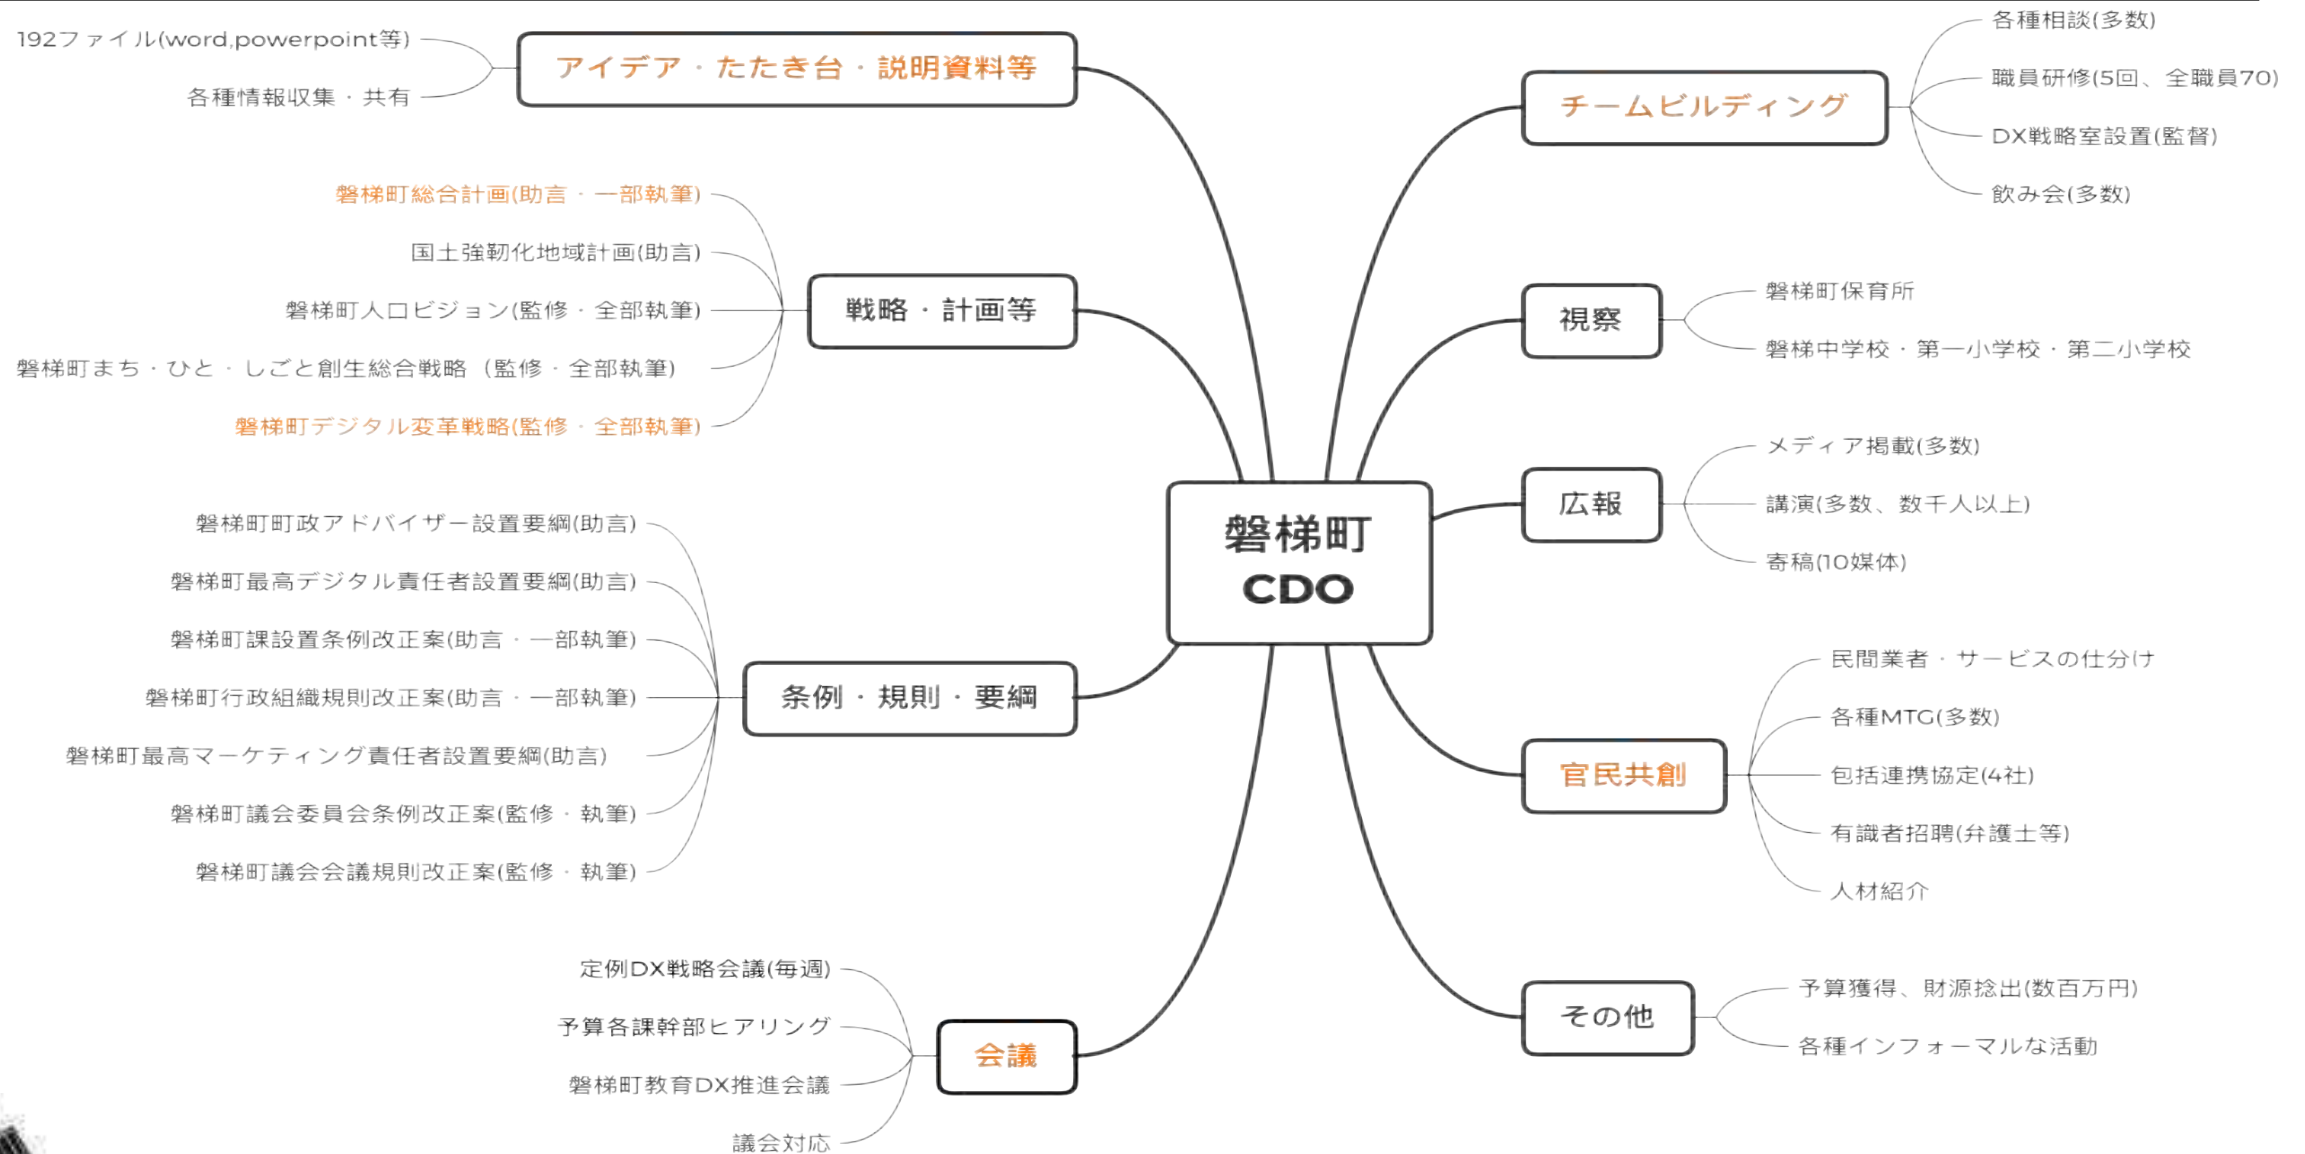 192ファイル(word,powerpoint等)
各種情報収集・共有
アイデア・たたき台・説明資料等
磐梯町総合計画(助言・一部執筆)
国土強靭化地域計画(助言)
磐梯町人口ビジョン(監修・全部執筆)
磐梯町まち・ひと・しごと創生総合戦略（監修・全部執筆)
磐梯町デジタル変革戦略(監修・全部執筆)
戦略・計画等
磐梯町町政アドバイザー設置要綱(助言)
磐梯町最高デジタル責任者設置要綱(助言)
磐梯町課設置条例改正案(助言・一部執筆)
磐梯町行政組織規則改正案(助言・一部執筆)
磐梯町最高マーケティング責任者設置要綱(助言)
磐梯町議会委員会条例改正案(監修・執筆)
磐梯町議会会議規則改正案(監修・執筆)
条例・規則・要綱
定例DX戦略会議(毎週)
予算各課幹部ヒアリング
磐梯町教育DX推進会議
議会対応
会議
磐梯町
CDO
チームビルディング
各種相談(多数)
職員研修(5回、全職員70)
DX戦略室設置(監督)
飲み会(多数)
視察
磐梯町保育所
磐梯中学校・第一小学校・第二小学校
広報
メディア掲載(多数)
講演(多数、数千人以上)
寄稿(10媒体)
官民共創
民間業者・サービスの仕分け
各種MTG(多数)
包括連携協定(4社)
有識者招聘(弁護士等)
人材紹介
その他
予算獲得、財源捻出(数百万円)
各種インフォーマルな活動